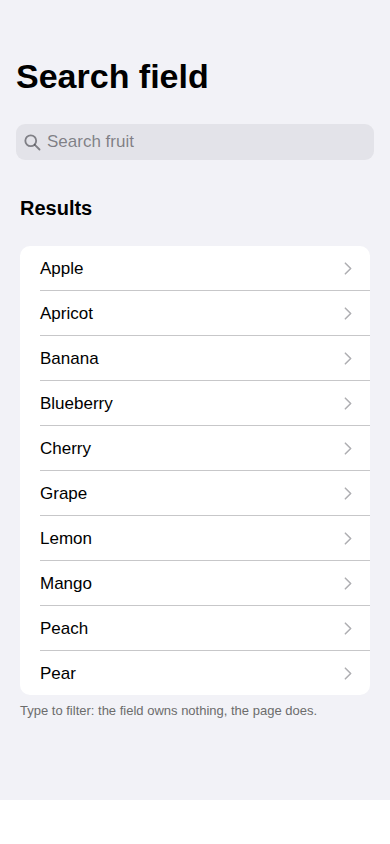 Search field
Search fruit
Results
Apple
Apricot
Banana
Blueberry
Cherry
Grape
Lemon
Mango
Peach
Pear
Type to filter: the field owns nothing, the page does.